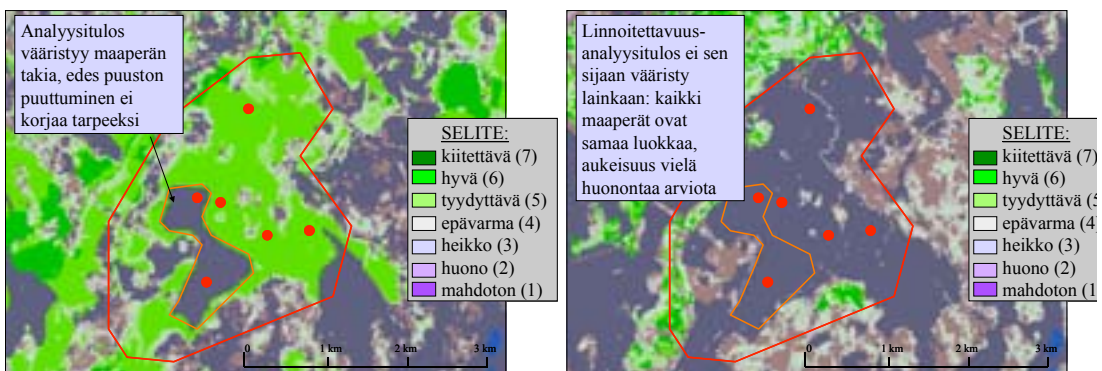 Analyysitulos
vääristyy maaperän
takia, edes puuston
puuttuminen ei
korjaa tarpeeksi
SELITE:
kiitettävä (7)
hyvä (6)
tyydyttävä (5)
epävarma (4)
heikko (3)
huono (2)
mahdoton (1)
0
1 km
2 km
3 km
Linnoitettavuus-
analyysitulos ei sen
sijaan vääristy
lainkaan: kaikki
maaperät ovat
samaa luokkaa,
aukeisuus vielä
huonontaa arviota
SELITE:
kiitettävä (7)
hyvä (6)
tyydyttävä (5
epävarma (4)
heikko (3)
huono (2)
mahdoton (1
0
1 km
2 km
3 km